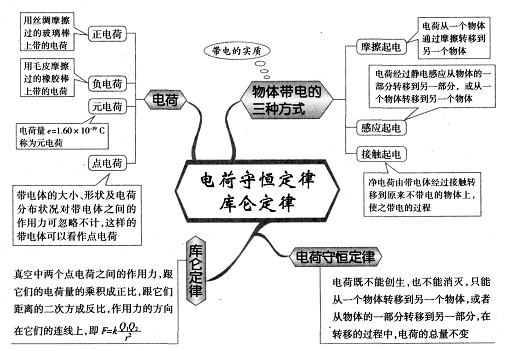 用丝绸摩擦
过的玻璃棒
上带的电荷
正电荷
用毛皮摩擦
过的橡胶棒
上带的电荷
负电荷
元电荷
电荷量e=1.60×10⁻¹⁹C
称为元电荷
点电荷
带电体的大小、形状及电荷
分布状况对带电体之间的
作用力可忽略不计,这样的
带电体可以看作点电荷
电荷
带电的实质
物体带电的
三种方式
摩擦起电
电荷从一个物体
通过摩擦转移到
另一个物体
电荷经过静电感应从物体的一
部分转移到另一部分,或从一
个物体转移到另一个物体
感应起电
接触起电
净电荷由带电体经过接触转
移到原来不带电的物体上,
使之带电的过程
电荷守恒定律
库仑定律
库仑定律
真空中两个点电荷之间的作用力,跟
它们的电荷量的乘积成正比,跟它们
距离的二次方成反比,作用力的方向
在它们的连线上,即F=kQ₁Q₂/r²
电荷守恒定律
电荷既不能创生,也不能消灭,只能
从一个物体转移到另一个物体,或者
从物体的一部分转移到另一部分,在
转移的过程中,电荷的总量不变